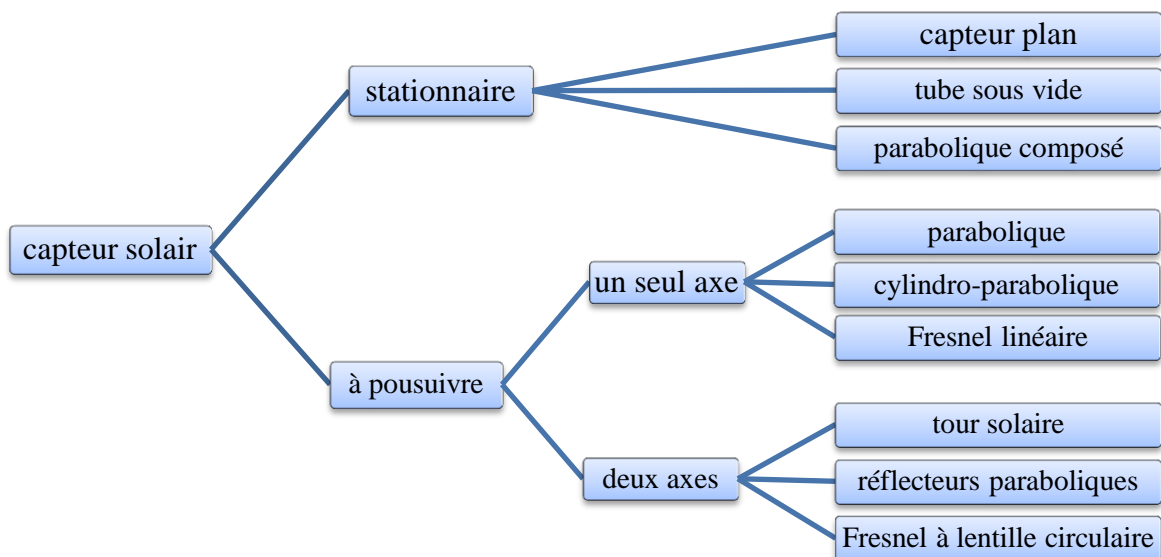 capteur solair
stationnaire
capteur plan
tube sous vide
parabolique composé
à pousuivre
un seul axe
parabolique
cylindro-parabolique
Fresnel linéaire
deux axes
tour solaire
réflecteurs paraboliques
Fresnel à lentille circulaire